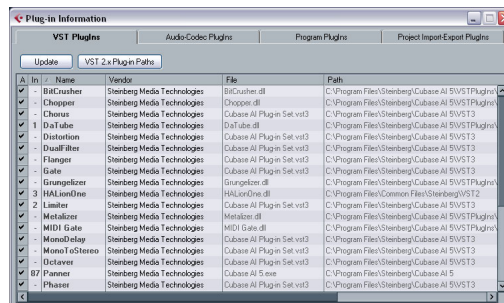 Plug-in Information
VST PlugIns Audio-Codec PlugIns Program PlugIns Project Import-Export PlugIns
Update VST 2.x Plug-in Paths
A In Name Vendor File Path
- BitCrusher Steinberg Media Technologies BitCrusher.dll C:\Program Files\Steinberg\Cubase AI 5\VSTPlugIns\
- Chopper Steinberg Media Technologies Chopper.dll C:\Program Files\Steinberg\Cubase AI 5\VSTPlugIns\
- Chorus Steinberg Media Technologies Cubase AI Plug-in Set.vst3 C:\Program Files\Steinberg\Cubase AI 5\VST3
1 DaTube Steinberg Media Technologies DaTube.dll C:\Program Files\Steinberg\Cubase AI 5\VSTPlugIns\
- Distortion Steinberg Media Technologies Cubase AI Plug-in Set.vst3 C:\Program Files\Steinberg\Cubase AI 5\VST3
- DualFilter Steinberg Media Technologies Cubase AI Plug-in Set.vst3 C:\Program Files\Steinberg\Cubase AI 5\VST3
- Flanger Steinberg Media Technologies Cubase AI Plug-in Set.vst3 C:\Program Files\Steinberg\Cubase AI 5\VST3
- Gate Steinberg Media Technologies Cubase AI Plug-in Set.vst3 C:\Program Files\Steinberg\Cubase AI 5\VST3
- Grungelizer Steinberg Media Technologies Grungelizer.dll C:\Program Files\Steinberg\Cubase AI 5\VSTPlugIns\
3 HALionOne Steinberg Media Technologies HALionOne.dll C:\Program Files\Common Files\Steinberg\VST2
2 Limiter Steinberg Media Technologies Cubase AI Plug-in Set.vst3 C:\Program Files\Steinberg\Cubase AI 5\VST3
- Metalizer Steinberg Media Technologies Metalizer.dll C:\Program Files\Steinberg\Cubase AI 5\VSTPlugIns\
- MIDI Gate Steinberg Media Technologies MIDI Gate.dll C:\Program Files\Steinberg\Cubase AI 5\VSTPlugIns\
- MonoDelay Steinberg Media Technologies Cubase AI Plug-in Set.vst3 C:\Program Files\Steinberg\Cubase AI 5\VST3
- MonoToStereo Steinberg Media Technologies Cubase AI Plug-in Set.vst3 C:\Program Files\Steinberg\Cubase AI 5\VST3
- Octaver Steinberg Media Technologies Cubase AI Plug-in Set.vst3 C:\Program Files\Steinberg\Cubase AI 5\VST3
87 Panner Steinberg Media Technologies Cubase AI 5.exe C:\Program Files\Steinberg\Cubase AI 5
- Phaser Steinberg Media Technologies Cubase AI Plug-in Set.vst3 C:\Program Files\Steinberg\Cubase AI 5\VST3